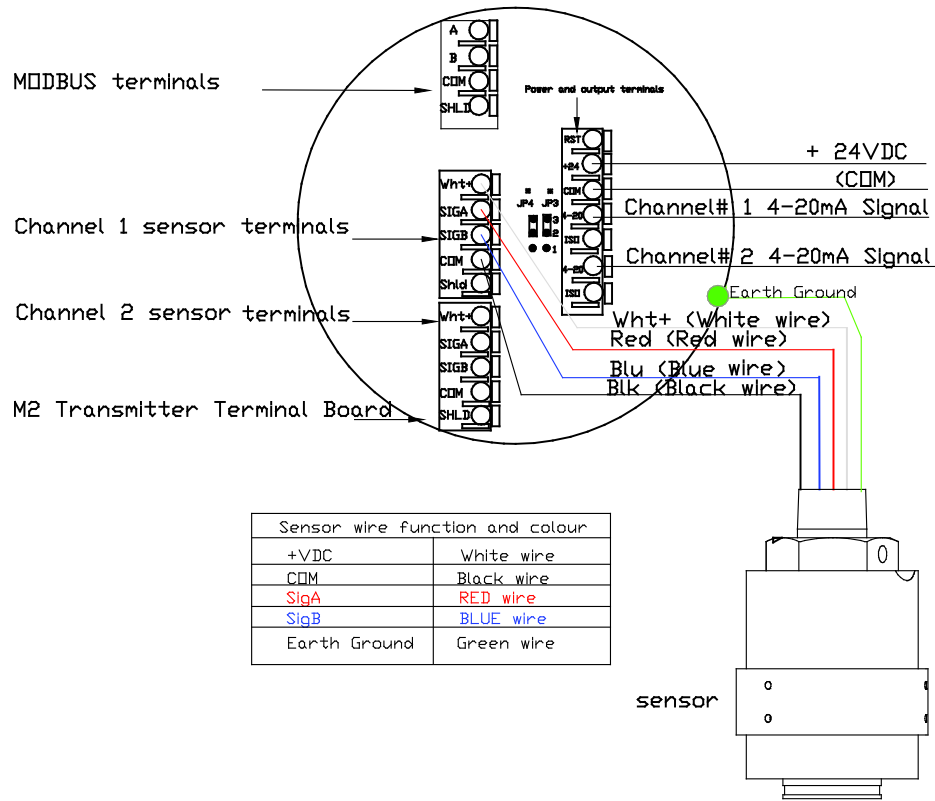 A
B
COM
SHLD
MODBUS terminals
Power and output terminals
RST
+24
COM
4-20
ISO
4-20
ISO
+ 24VDC
(COM)
Channel# 1 4-20mA Signal
Channel# 2 4-20mA Signal
JP4 JP3
3
2
1
Wht+
SIGA
SIGB
COM
Shld
Channel 1 sensor terminals
Channel 2 sensor terminals
Wht+
SIGA
SIGB
COM
SHLD
M2 Transmitter Terminal Board
Earth Ground
Wht+ (White wire)
Red (Red wire)
Blu (Blue wire)
Blk (Black wire)
Sensor wire function and colour
+VDC White wire
COM Black wire
SigA RED wire
SigB BLUE wire
Earth Ground Green wire
sensor